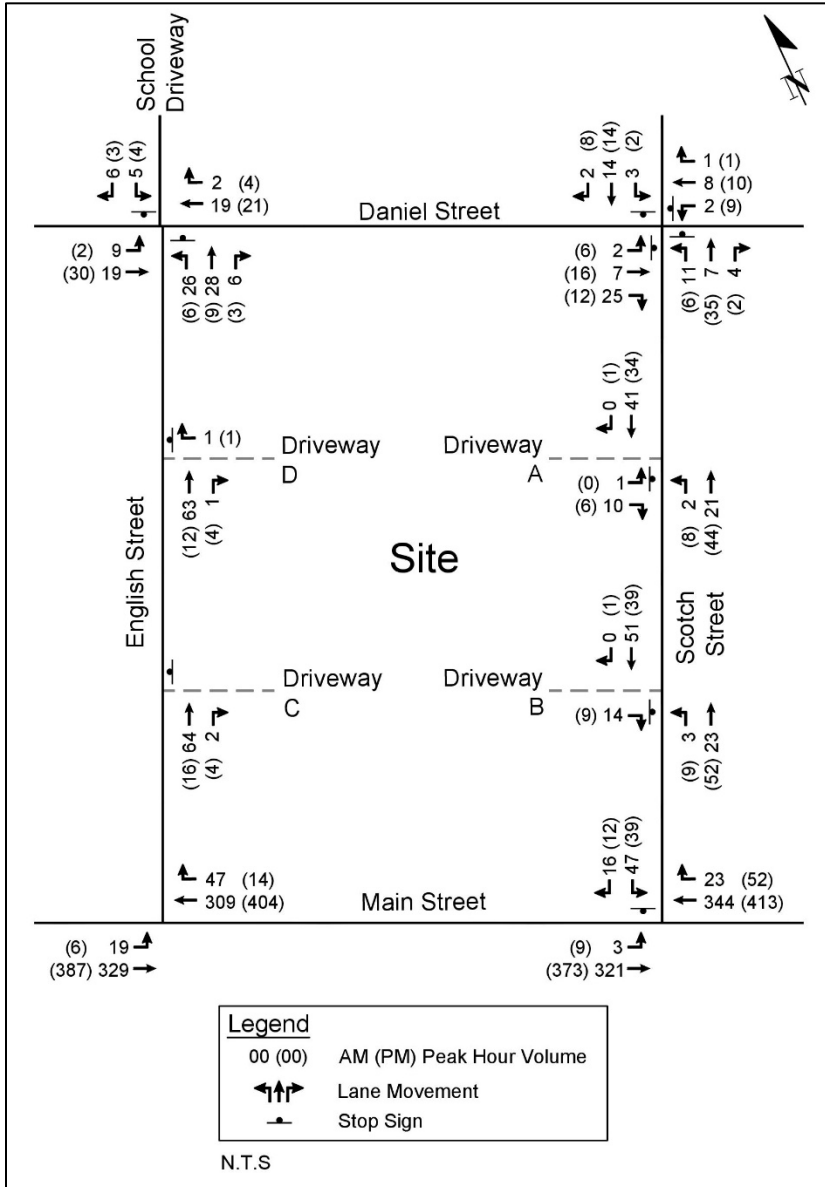 School
Driveway
N
6 (3)
5 (4)
2 (4)
19 (21)
Daniel Street
2 (8)
14 (14)
3 (2)
1 (1)
8 (10)
2 (9)
(2) 9
(30) 19
(6) 26
(9) 28
(3) 6
(6) 2
(16) 7
(12) 25
(6) 11
(35) 7
(2) 4
0 (1)
41 (34)
1 (1)
Driveway
D
Driveway
A
(12) 63
(4) 1
(0) 1
(6) 10
(8) 2
(44) 21
Site
English Street
Scotch
Street
0 (1)
51 (39)
Driveway
C
Driveway
B
(16) 64
(4) 2
(9) 14
(9) 3
(52) 23
16 (12)
47 (39)
47 (14)
309 (404)
Main Street
23 (52)
344 (413)
(6) 19
(387) 329
(9) 3
(373) 321
Legend
00 (00) AM (PM) Peak Hour Volume
Lane Movement
Stop Sign
N.T.S